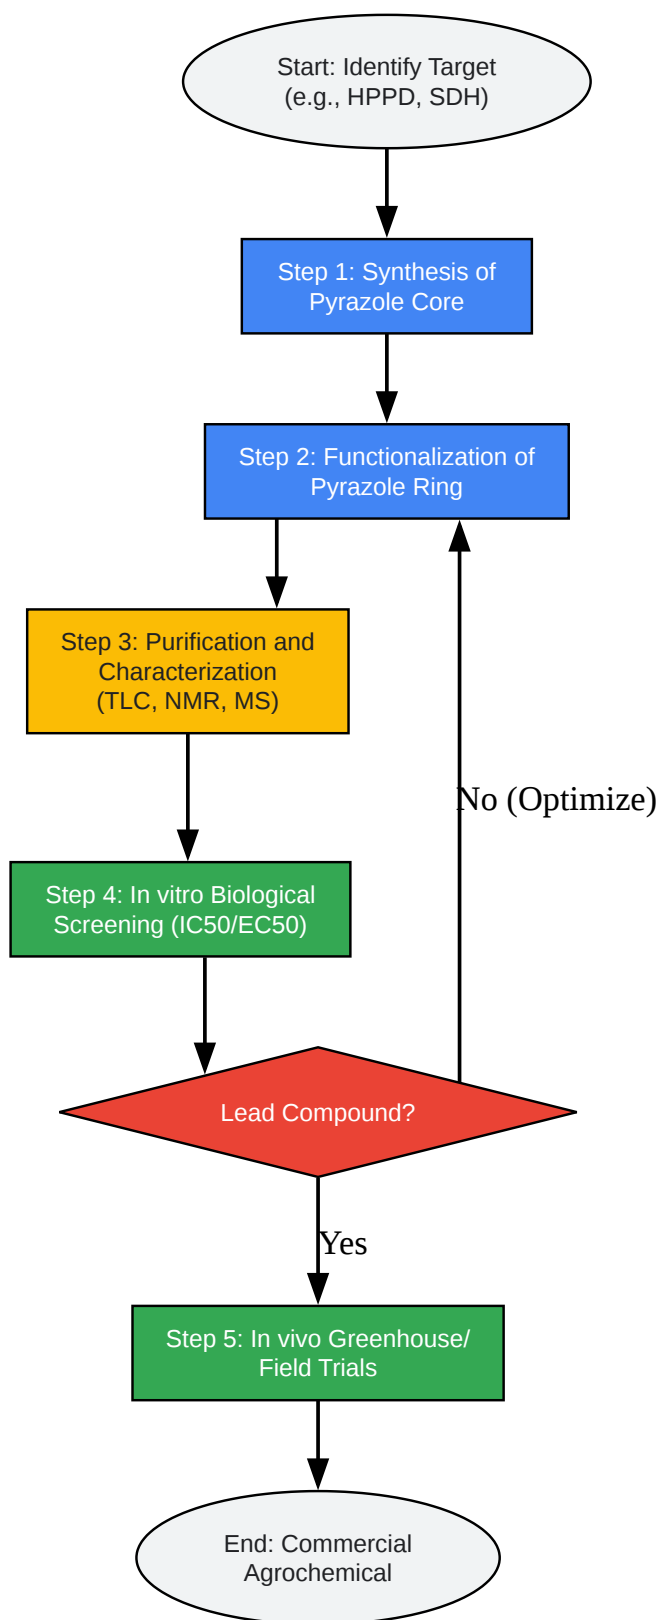 Start: Identify Target
(e.g., HPPD, SDH)
Step 1: Synthesis of
Pyrazole Core
Step 2: Functionalization of
Pyrazole Ring
Step 3: Purification and
Characterization
(TLC, NMR, MS)
No (Optimize)
Step 4: In vitro Biological
Screening (IC50/EC50)
Lead Compound?
Yes
Step 5: In vivo Greenhouse/
Field Trials
End: Commercial
Agrochemical